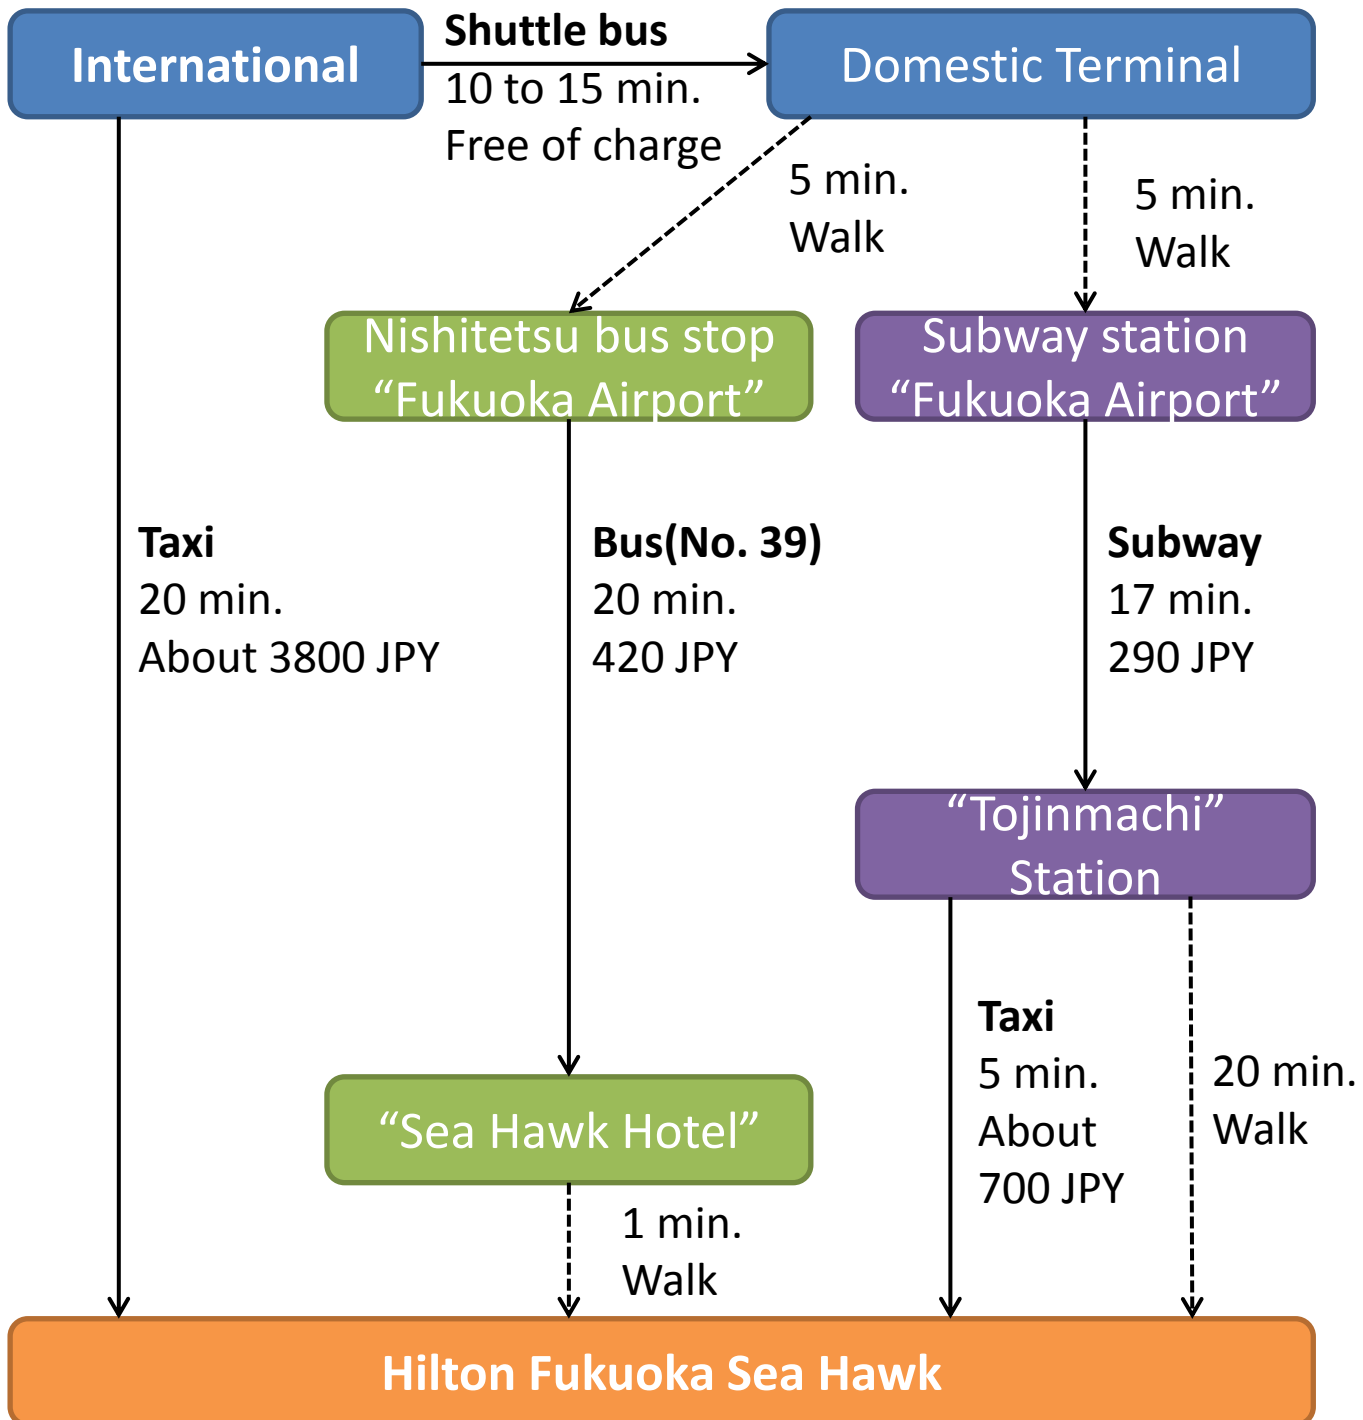 International
Shuttle bus
10 to 15 min.
Free of charge
Domestic Terminal
5 min.
Walk
5 min.
Walk
Nishitetsu bus stop
“Fukuoka Airport”
Subway station
“Fukuoka Airport”
Taxi
20 min.
About 3800 JPY
Bus(No. 39)
20 min.
420 JPY
Subway
17 min.
290 JPY
“Tojinmachi”
Station
Taxi
5 min.
About
700 JPY
20 min.
Walk
“Sea Hawk Hotel”
1 min.
Walk
Hilton Fukuoka Sea Hawk